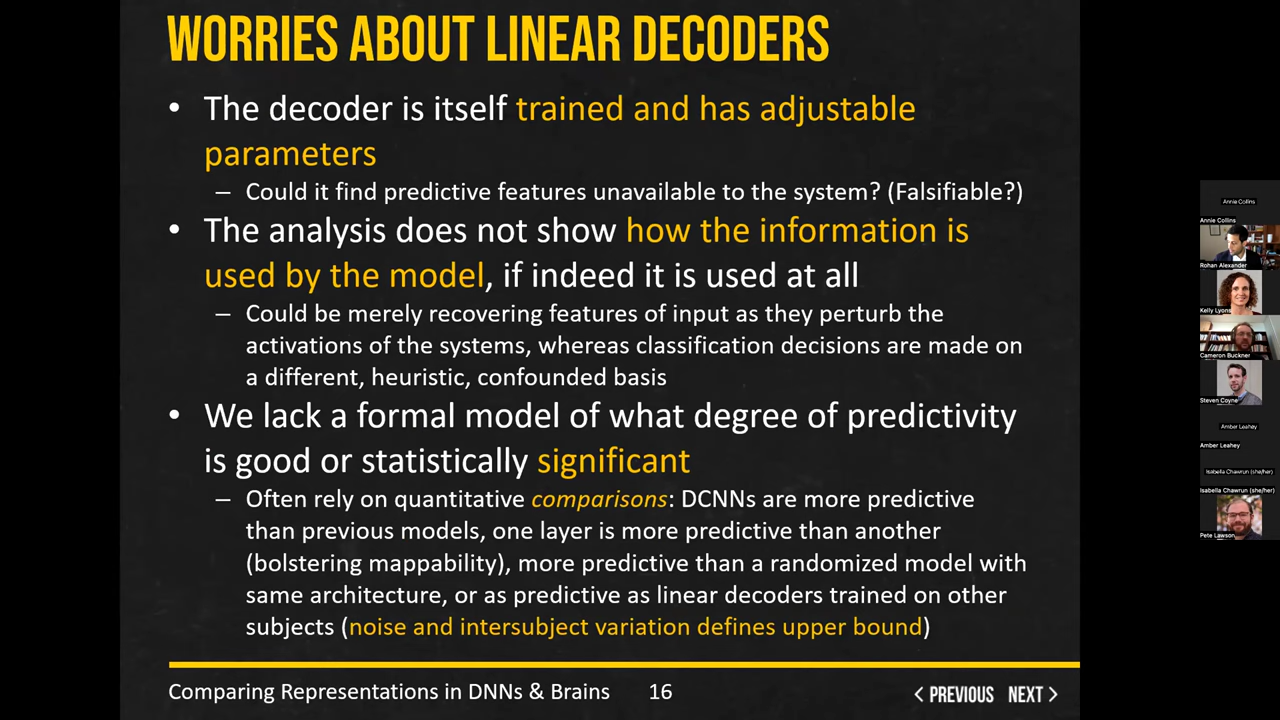 WORRIES ABOUT LINEAR DECODERS
• The decoder is itself trained and has adjustable
parameters
– Could it find predictive features unavailable to the system? (Falsifiable?)
• The analysis does not show how the information is
used by the model, if indeed it is used at all
– Could be merely recovering features of input as they perturb the
activations of the systems, whereas classification decisions are made on
a different, heuristic, confounded basis
• We lack a formal model of what degree of predictivity
is good or statistically significant
– Often rely on quantitative comparisons: DCNNs are more predictive
than previous models, one layer is more predictive than another
(bolstering mappability), more predictive than a randomized model with
same architecture, or as predictive as linear decoders trained on other
subjects (noise and intersubject variation defines upper bound)
Comparing Representations in DNNs & Brains 16
< PREVIOUS NEXT >
Annie Collins
Annie Collins
Rohan Alexander
Kelly Lyons
Cameron Buckner
Steven Coyne
Amber Leahey
Amber Leahey
Isabella Chawrun (she/her)
Isabella Chawrun (she/her)
Pete Lawson